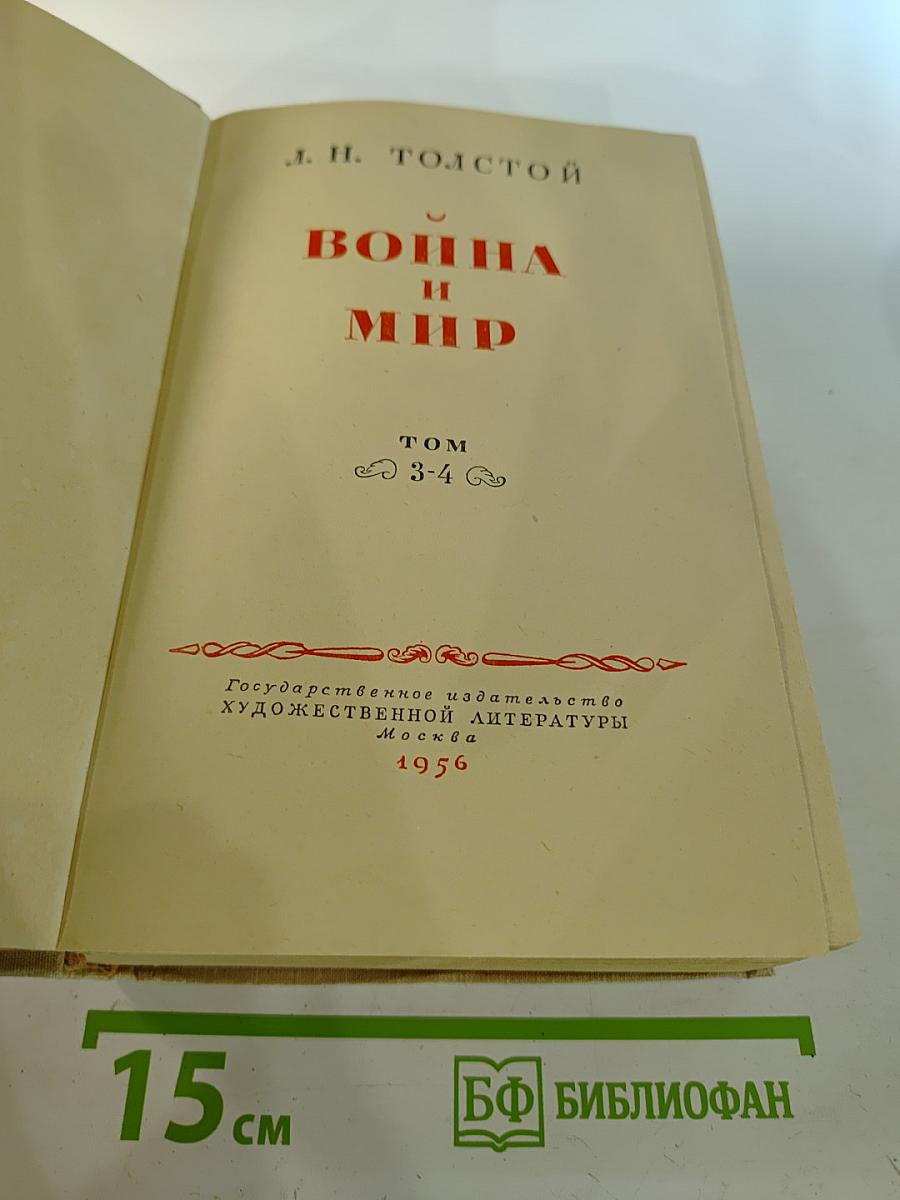 Л. Н. ТОЛСТОЙ
ВОЙНА
И
МИР
ТОМ
3-4
Государственное издательство
ХУДОЖЕСТВЕННОЙ ЛИТЕРАТУРЫ
Москва
1956
15 см
БФ БИБЛИОФАН